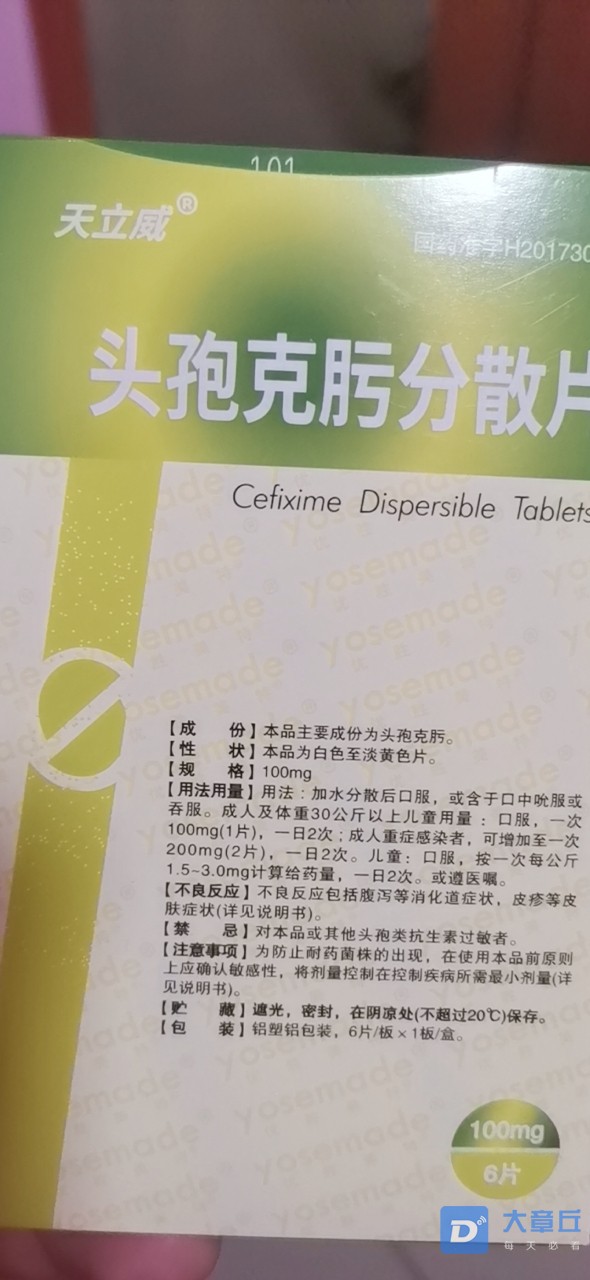 101
天立威®
国药准字H201730
头孢克肟分散片
Cefixime Dispersible Tablets
yosemade®
【成　份】本品主要成份为头孢克肟。
【性　状】本品为白色至淡黄色片。
【规　格】100mg
【用法用量】用法：加水分散后口服，或含于口中吮服或
吞服。成人及体重30公斤以上儿童用量：口服，一次
100mg(1片)，一日2次；成人重症感染者，可增加至一次
200mg(2片)，一日2次。儿童：口服，按一次每公斤
1.5~3.0mg计算给药量，一日2次。或遵医嘱。
【不良反应】不良反应包括腹泻等消化道症状，皮疹等皮
肤症状(详见说明书)。
【禁　忌】对本品或其他头孢类抗生素过敏者。
【注意事项】为防止耐药菌株的出现，在使用本品前原则
上应确认敏感性，将剂量控制在控制疾病所需最小剂量(详
见说明书)。
【贮　藏】遮光，密封，在阴凉处(不超过20℃)保存。
【包　装】铝塑铝包装，6片/板×1板/盒。
100mg
6片
大章丘
每天必看